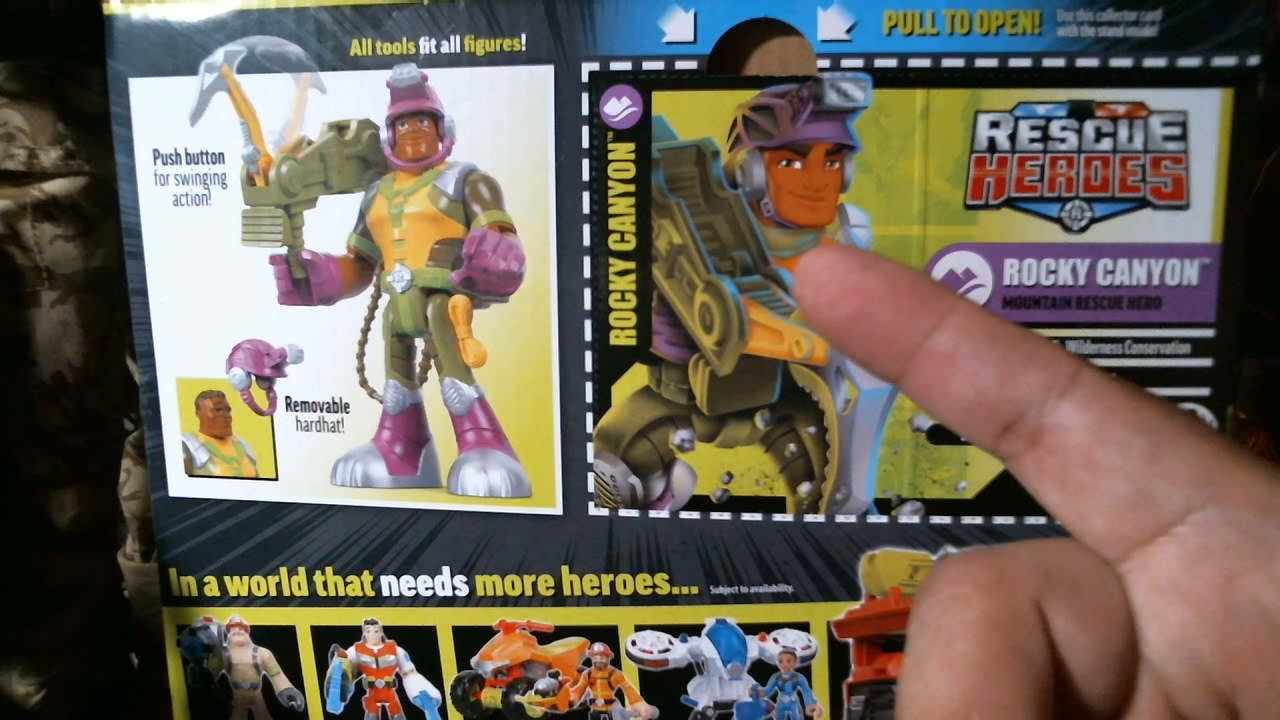 All tools fit all figures!
PULL TO OPEN!
Use this collector card
with the stand inside!
Push button
for swinging
action!
Removable
hardhat!
ROCKY CANYON™
RESCUE
HEROES
ROCKY CANYON™
MOUNTAIN RESCUE HERO
Wilderness Conservation
In a world that needs more heroes...
Subject to availability.